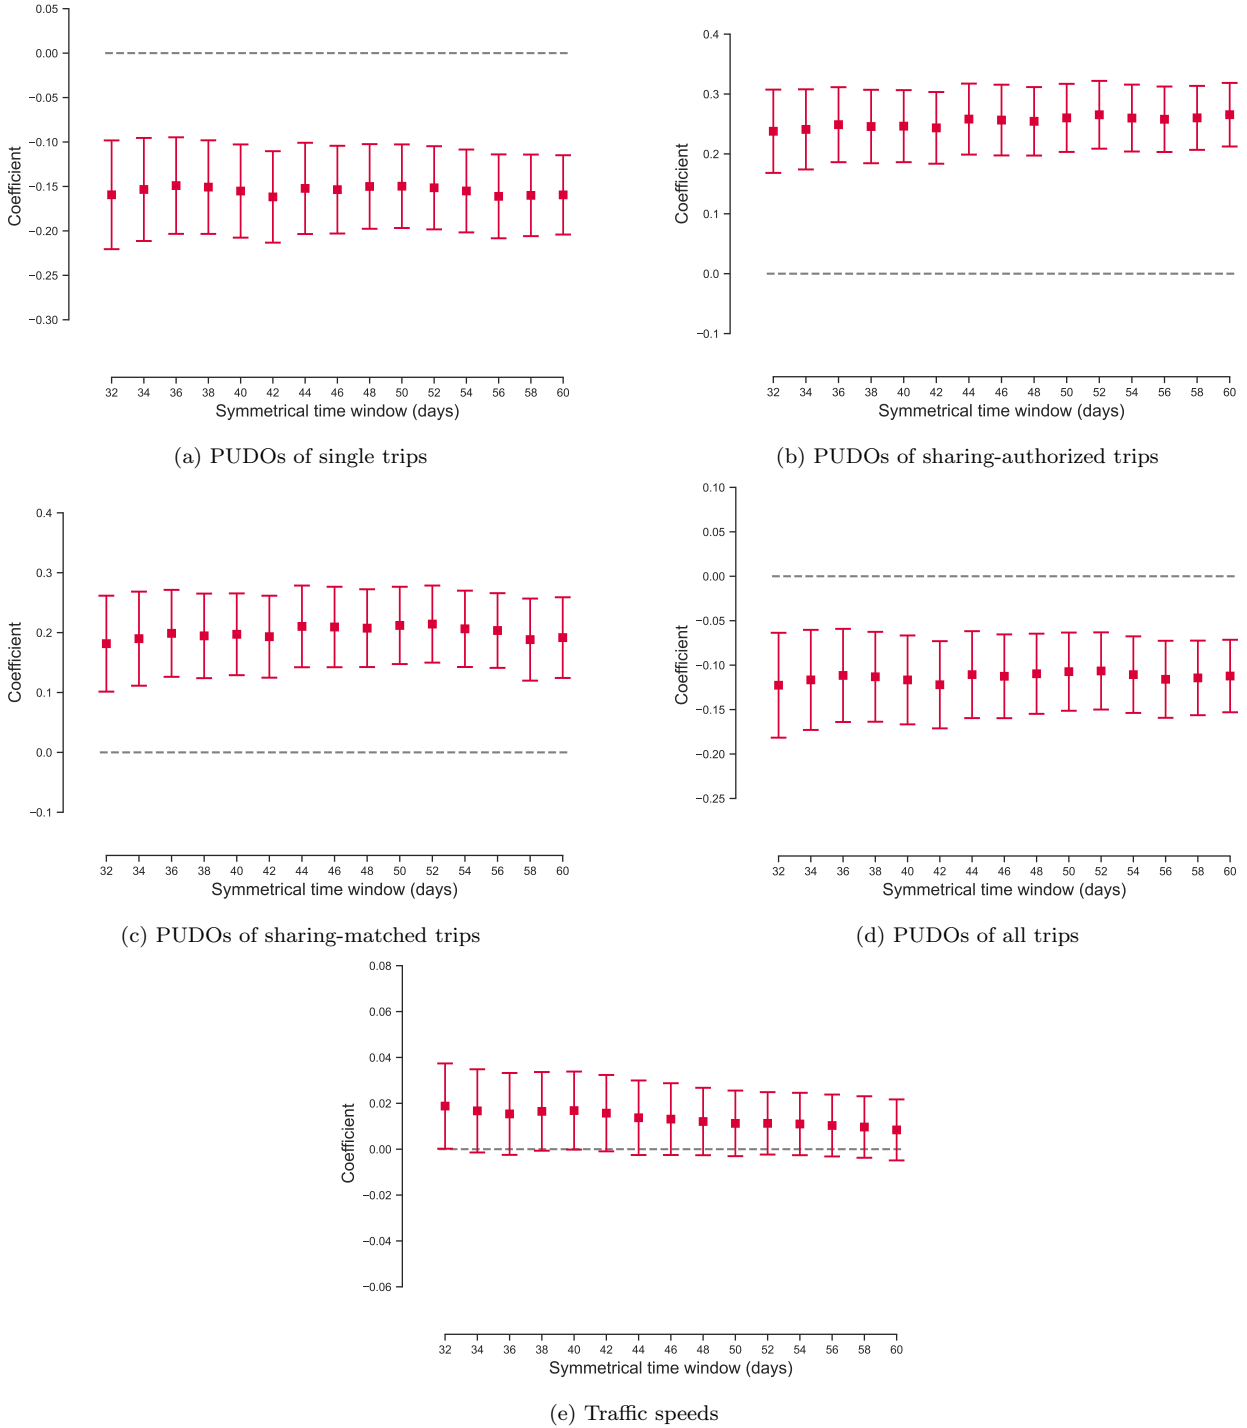 0.05
0.00
−0.05
−0.10
−0.15
−0.20
−0.25
−0.30
Coefficient
32 34 36 38 40 42 44 46 48 50 52 54 56 58 60
Symmetrical time window (days)
(a) PUDOs of single trips
0.4
0.3
0.2
0.1
0.0
−0.1
Coefficient
32 34 36 38 40 42 44 46 48 50 52 54 56 58 60
Symmetrical time window (days)
(b) PUDOs of sharing-authorized trips
0.4
0.3
0.2
0.1
0.0
−0.1
Coefficient
32 34 36 38 40 42 44 46 48 50 52 54 56 58 60
Symmetrical time window (days)
(c) PUDOs of sharing-matched trips
0.10
0.05
0.00
−0.05
−0.10
−0.15
−0.20
−0.25
Coefficient
32 34 36 38 40 42 44 46 48 50 52 54 56 58 60
Symmetrical time window (days)
(d) PUDOs of all trips
0.08
0.06
0.04
0.02
0.00
−0.02
−0.04
−0.06
Coefficient
32 34 36 38 40 42 44 46 48 50 52 54 56 58 60
Symmetrical time window (days)
(e) Traffic speeds